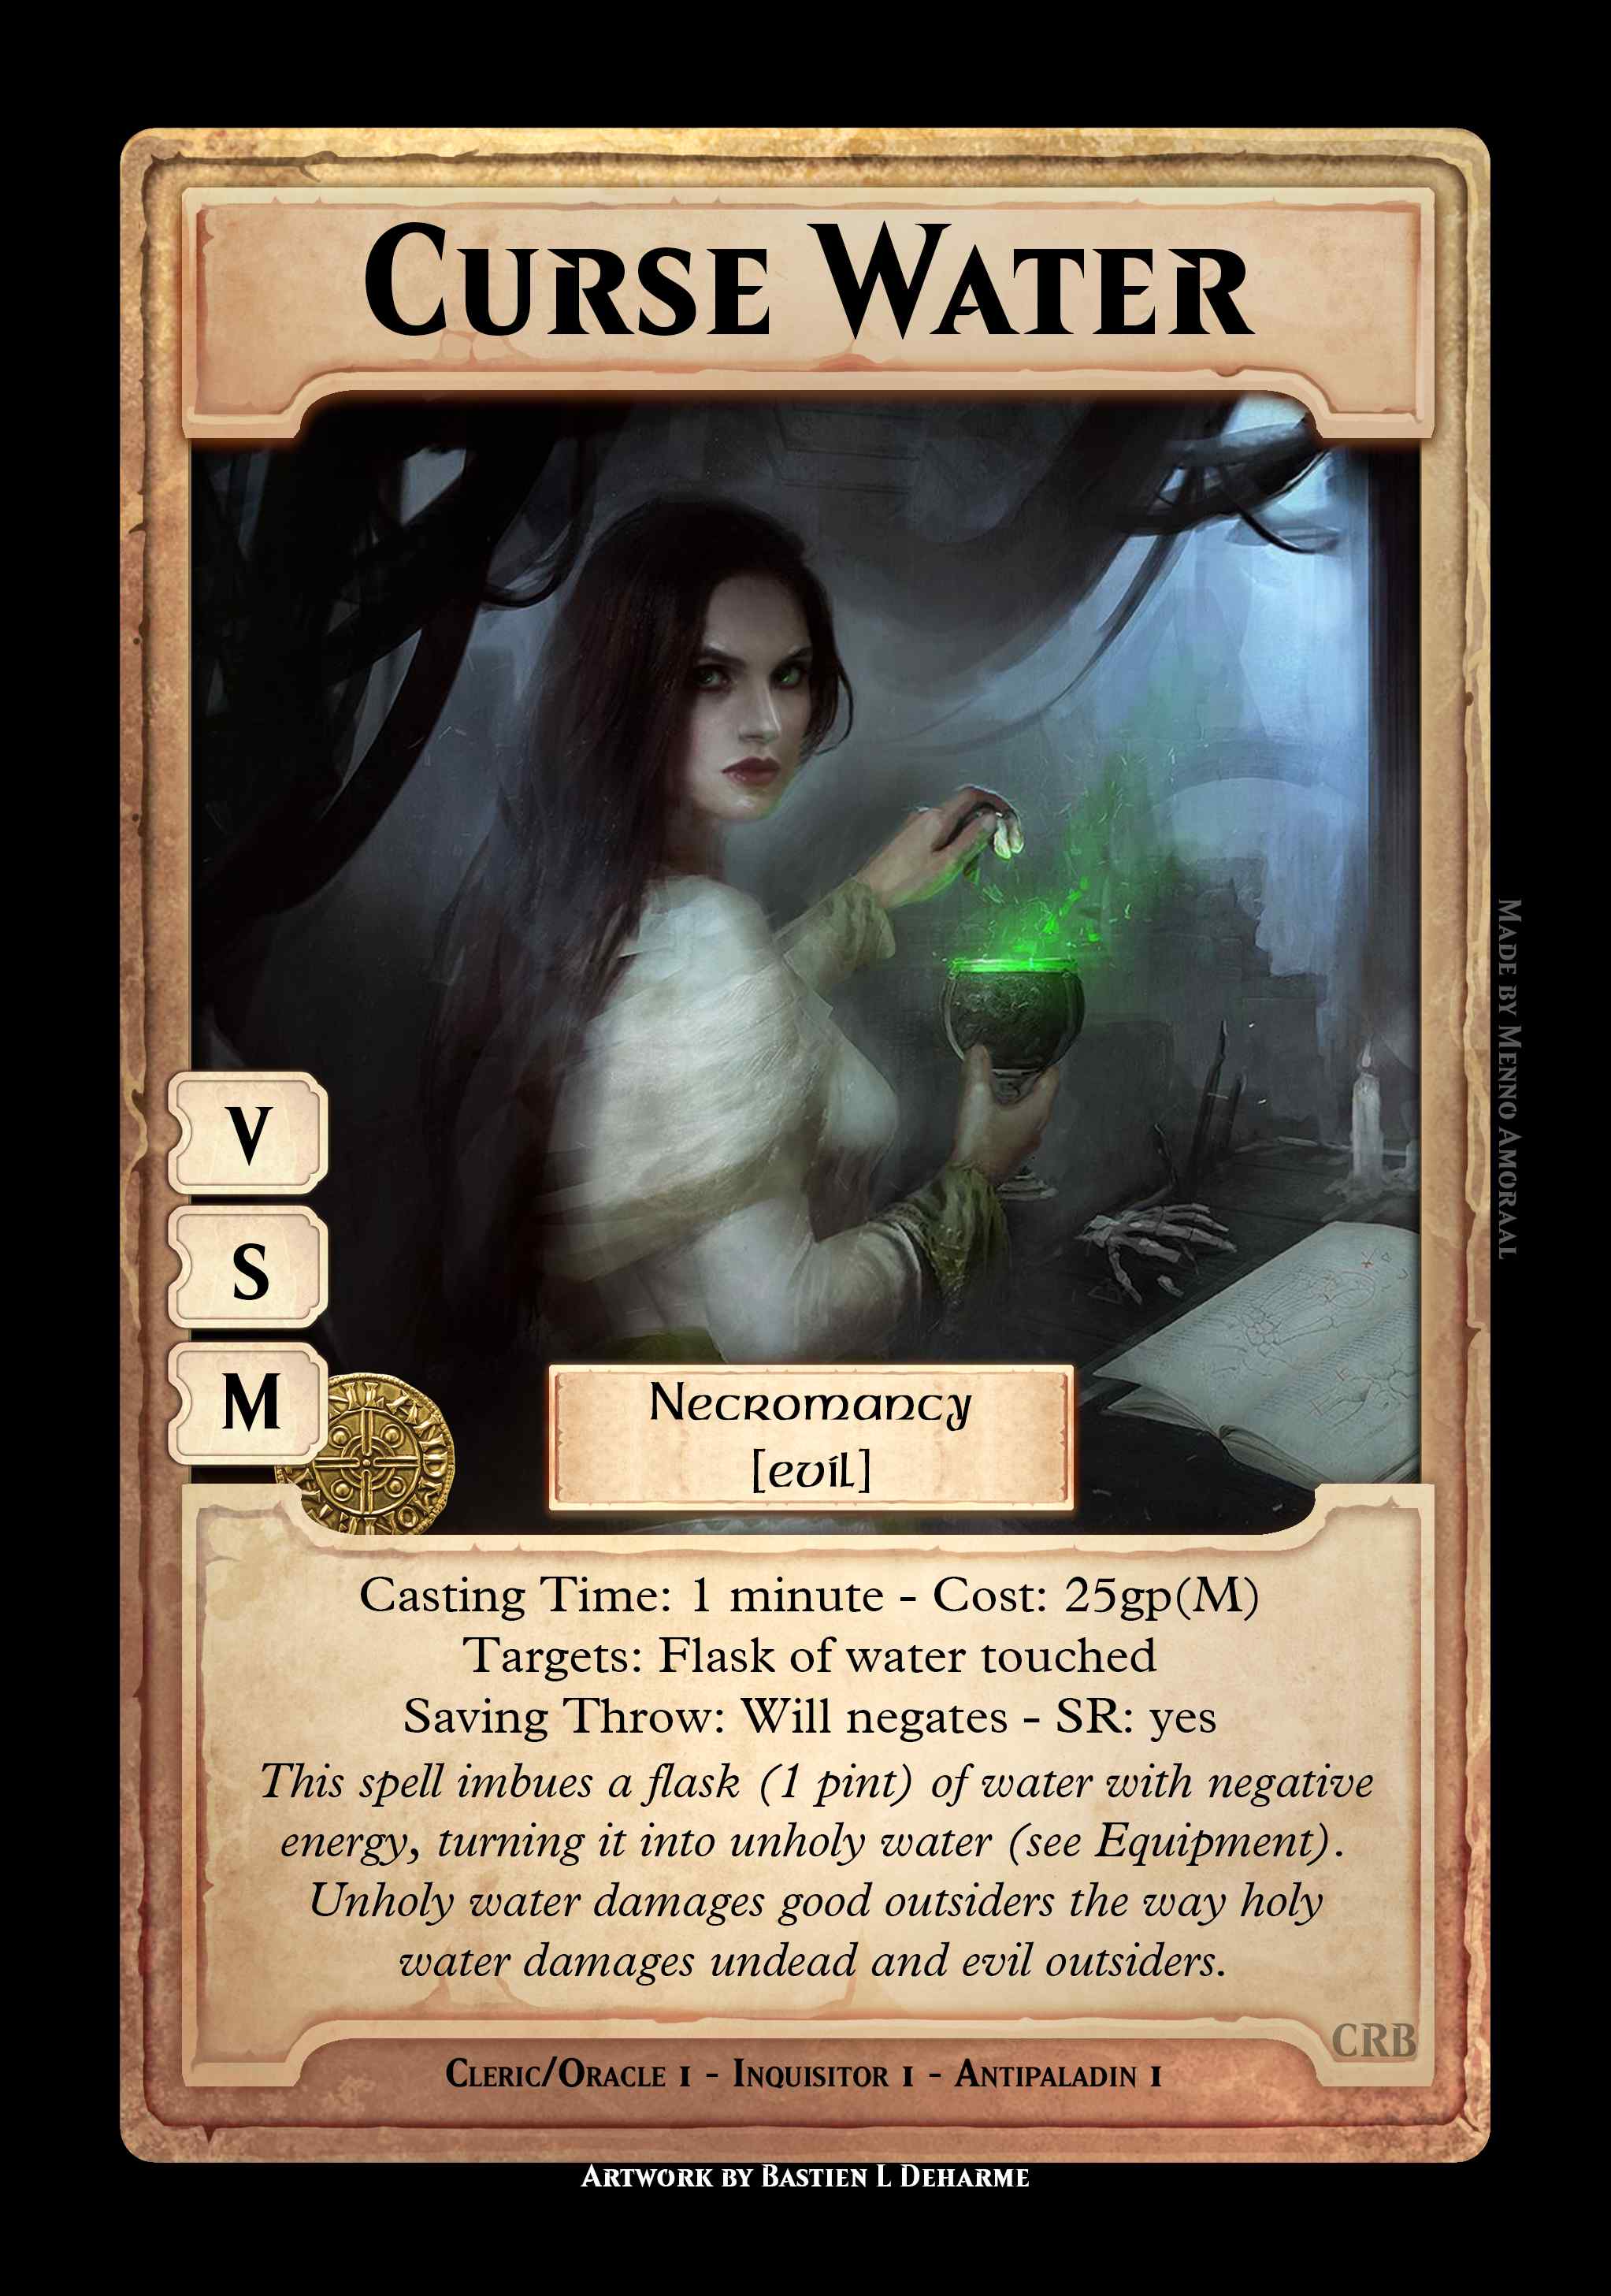 Curse Water
V
S
M
Necromancy
[evil]
Casting Time: 1 minute - Cost: 25gp(M)
Targets: Flask of water touched
Saving Throw: Will negates - SR: yes
This spell imbues a flask (1 pint) of water with negative
energy, turning it into unholy water (see Equipment).
Unholy water damages good outsiders the way holy
water damages undead and evil outsiders.
CRB
Cleric/Oracle 1 - Inquisitor 1 - Antipaladin 1
Artwork by Bastien L Deharme
Made by Menno Amoraal